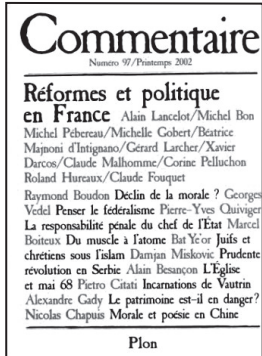 Commentaire
Numéro 97/Printemps 2002
Réformes et politique
en France Alain Lancelot/Michel Bon
Michel Pébereau/Michelle Gobert/Béatrice
Majnoni d'Intignano/Gérard Larcher/Xavier
Darcos/Claude Malhomme/Corine Pelluchon
Roland Hureaux/Claude Fouquet
Raymond Boudon Déclin de la morale ? Georges
Vedel Penser le fédéralisme Pierre-Yves Quiviger
La responsabilité pénale du chef de l'État Marcel
Boiteux Du muscle à l'atome Bat Ye'or Juifs et
chrétiens sous l'islam Damjan Miskovic Prudente
révolution en Serbie Alain Besançon L'Église
et mai 68 Pietro Citati Incarnations de Vautrin
Alexandre Gady Le patrimoine est-il en danger?
Nicolas Chapuis Morale et poésie en Chine
Plon